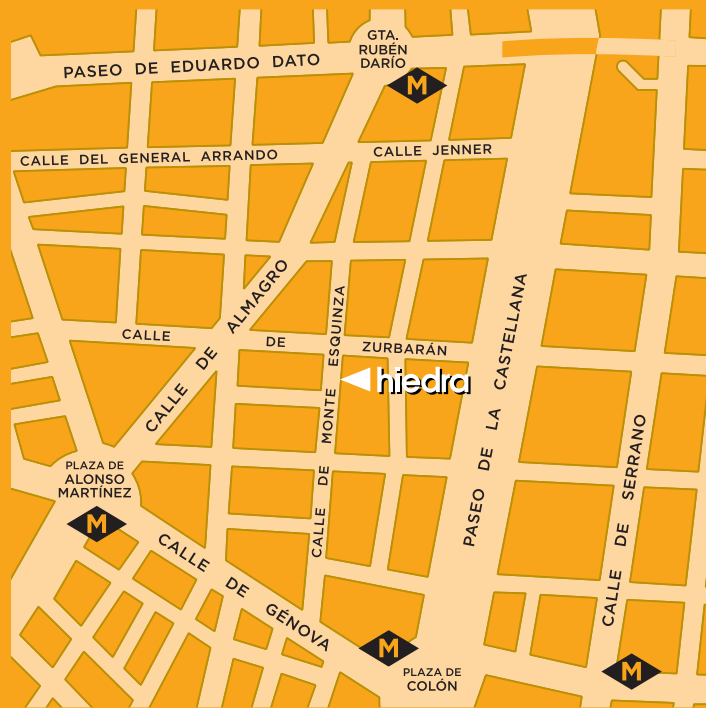 GTA.
RUBÉN
DARÍO
PASEO DE EDUARDO DATO
M
CALLE DEL GENERAL ARRANDO
CALLE JENNER
CALLE DE ALMAGRO
CALLE DE ZURBARÁN
CALLE DE MONTE ESQUINZA
hiedra
PASEO DE LA CASTELLANA
CALLE DE SERRANO
PLAZA DE
ALONSO
MARTÍNEZ
M
CALLE DE GÉNOVA
M
PLAZA DE
COLÓN
M